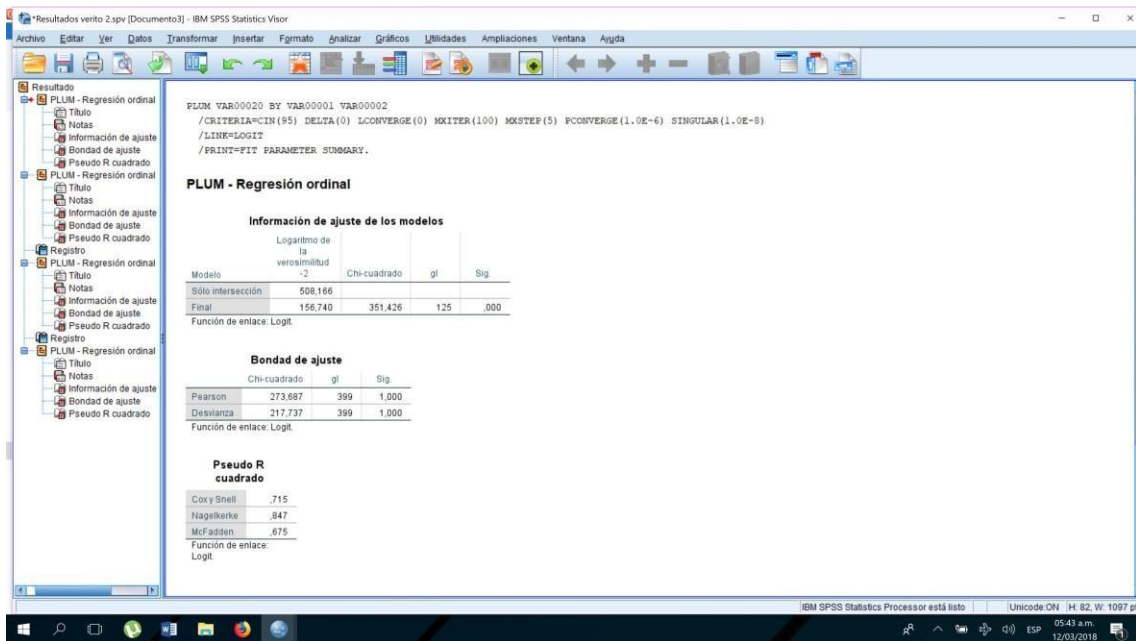 *Resultados verito 2.spv [Documento3] - IBM SPSS Statistics Visor
Archivo Editar Ver Datos Transformar Insertar Formato Analizar Gráficos Utilidades Ampliaciones Ventana Ayuda
Resultado
PLUM - Regresión ordinal
Título
Notas
Información de ajuste
Bondad de ajuste
Pseudo R cuadrado
PLUM - Regresión ordinal
Título
Notas
Información de ajuste
Bondad de ajuste
Pseudo R cuadrado
Registro
PLUM - Regresión ordinal
Título
Notas
Información de ajuste
Bondad de ajuste
Pseudo R cuadrado
Registro
PLUM - Regresión ordinal
Título
Notas
Información de ajuste
Bondad de ajuste
Pseudo R cuadrado
PLUM VAR00020 BY VAR00001 VAR00002
/CRITERIA=CIN(95) DELTA(0) LCONVERGE(0) MXITER(100) MXSTEP(5) PCONVERGE(1.0E-6) SINGULAR(1.0E-8)
/LINK=LOGIT
/PRINT=FIT PARAMETER SUMMARY.
PLUM - Regresión ordinal
Información de ajuste de los modelos
Logaritmo de
la
verosimilitud
Modelo -2 Chi-cuadrado gl Sig.
Sólo intersección 508,166
Final 156,740 351,426 125 ,000
Función de enlace: Logit.
Bondad de ajuste
Chi-cuadrado gl Sig.
Pearson 273,687 399 1,000
Desvianza 217,737 399 1,000
Función de enlace: Logit.
Pseudo R
cuadrado
Cox y Snell ,715
Nagelkerke ,847
McFadden ,675
Función de enlace:
Logit.
IBM SPSS Statistics Processor está listo Unicode:ON H: 82, W: 1097 p
ESP 05:43 a.m.
12/03/2018